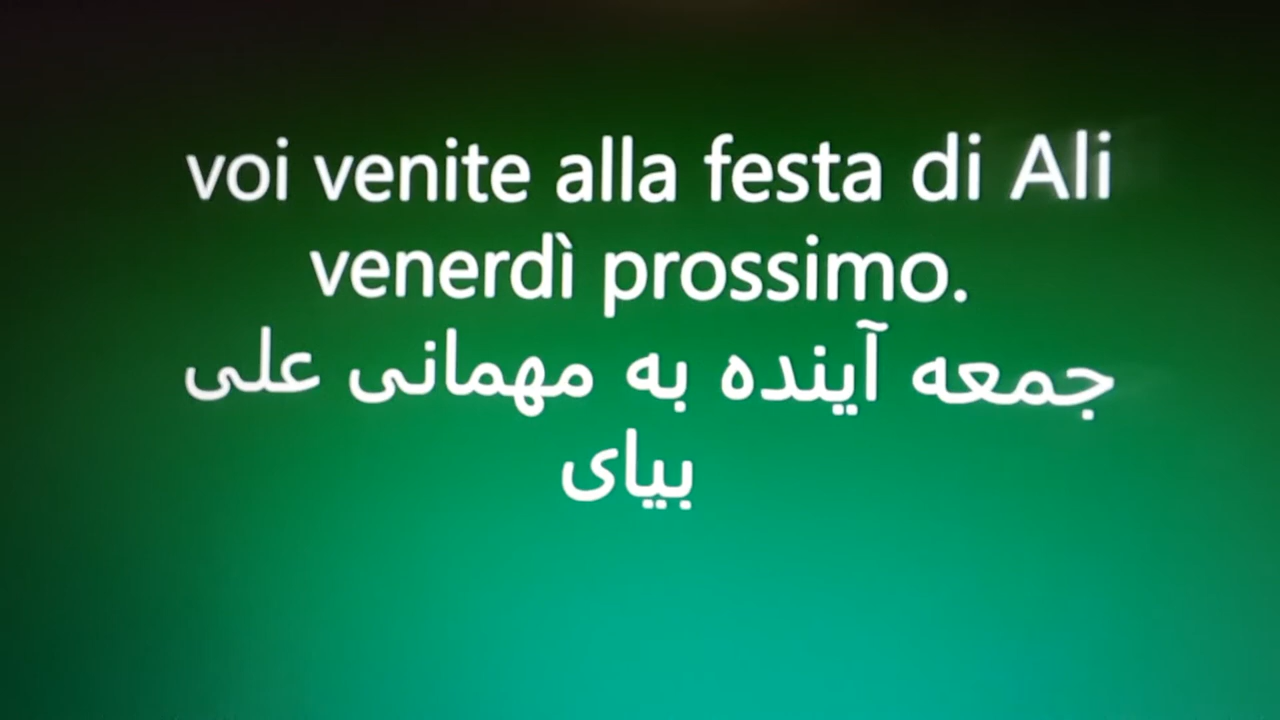 voi venite alla festa di Ali
venerdì prossimo.
جمعه آینده به مهمانی علی
بیای